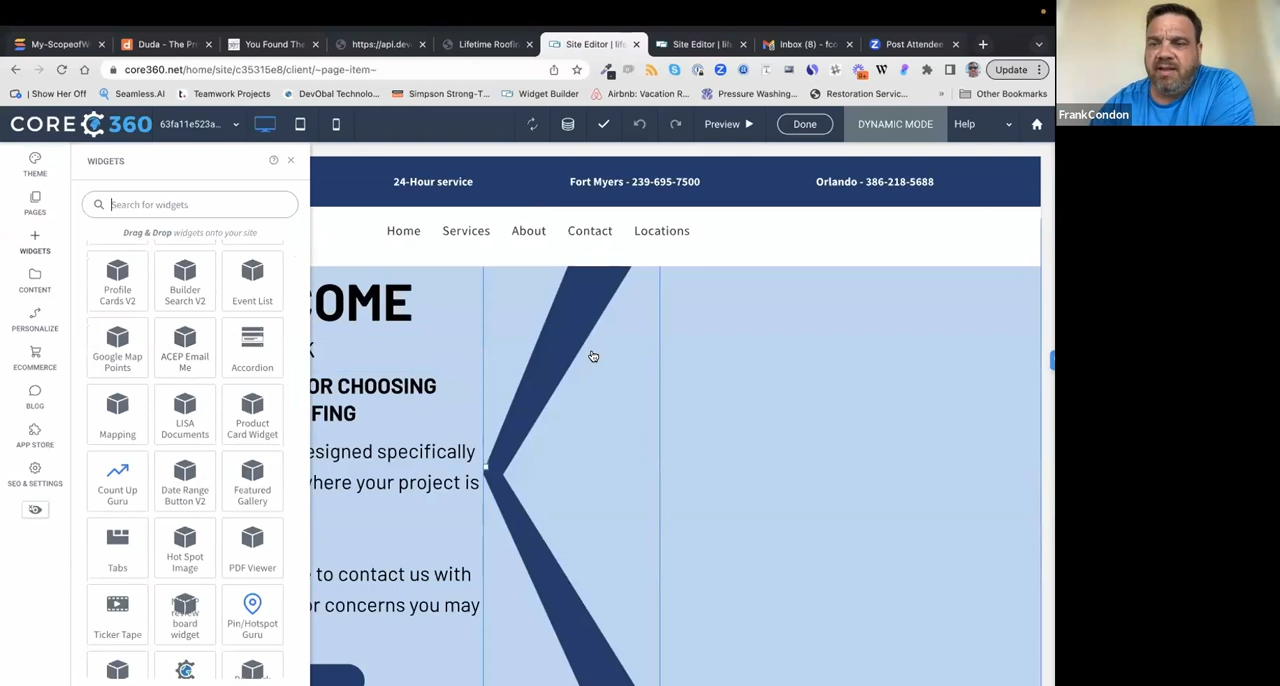 My-ScopeofW
Duda - The Pr
You Found The
https://api.dev
Lifetime Roofin
Site Editor | life
Site Editor | life
Inbox (8) - fco
Post Attendee
core360.net/home/site/c35315e8/client/~page-item~
Update
Show Her Off
Seamless.AI
Teamwork Projects
DevObal Technolo...
Simpson Strong-T...
Widget Builder
Airbnb: Vacation R...
Pressure Washing...
Restoration Servic...
»
Other Bookmarks
FrankCondon
CORE 360
63fa11e523a...
Preview
Done
DYNAMIC MODE
Help
THEME
PAGES
WIDGETS
CONTENT
PERSONALIZE
ECOMMERCE
BLOG
APP STORE
SEO & SETTINGS
WIDGETS
Search for widgets
Drag & Drop widgets onto your site
Profile Cards V2
Builder Search V2
Event List
Google Map Points
ACEP Email Me
Accordion
Mapping
LISA Documents
Product Card Widget
Count Up Guru
Date Range Button V2
Featured Gallery
Tabs
Hot Spot Image
PDF Viewer
Ticker Tape
review board widget
Pin/Hotspot Guru
24-Hour service
Fort Myers - 239-695-7500
Orlando - 386-218-5688
Home
Services
About
Contact
Locations
COME
K
OR CHOOSING
FING
esigned specifically
where your project is
to contact us with
or concerns you may